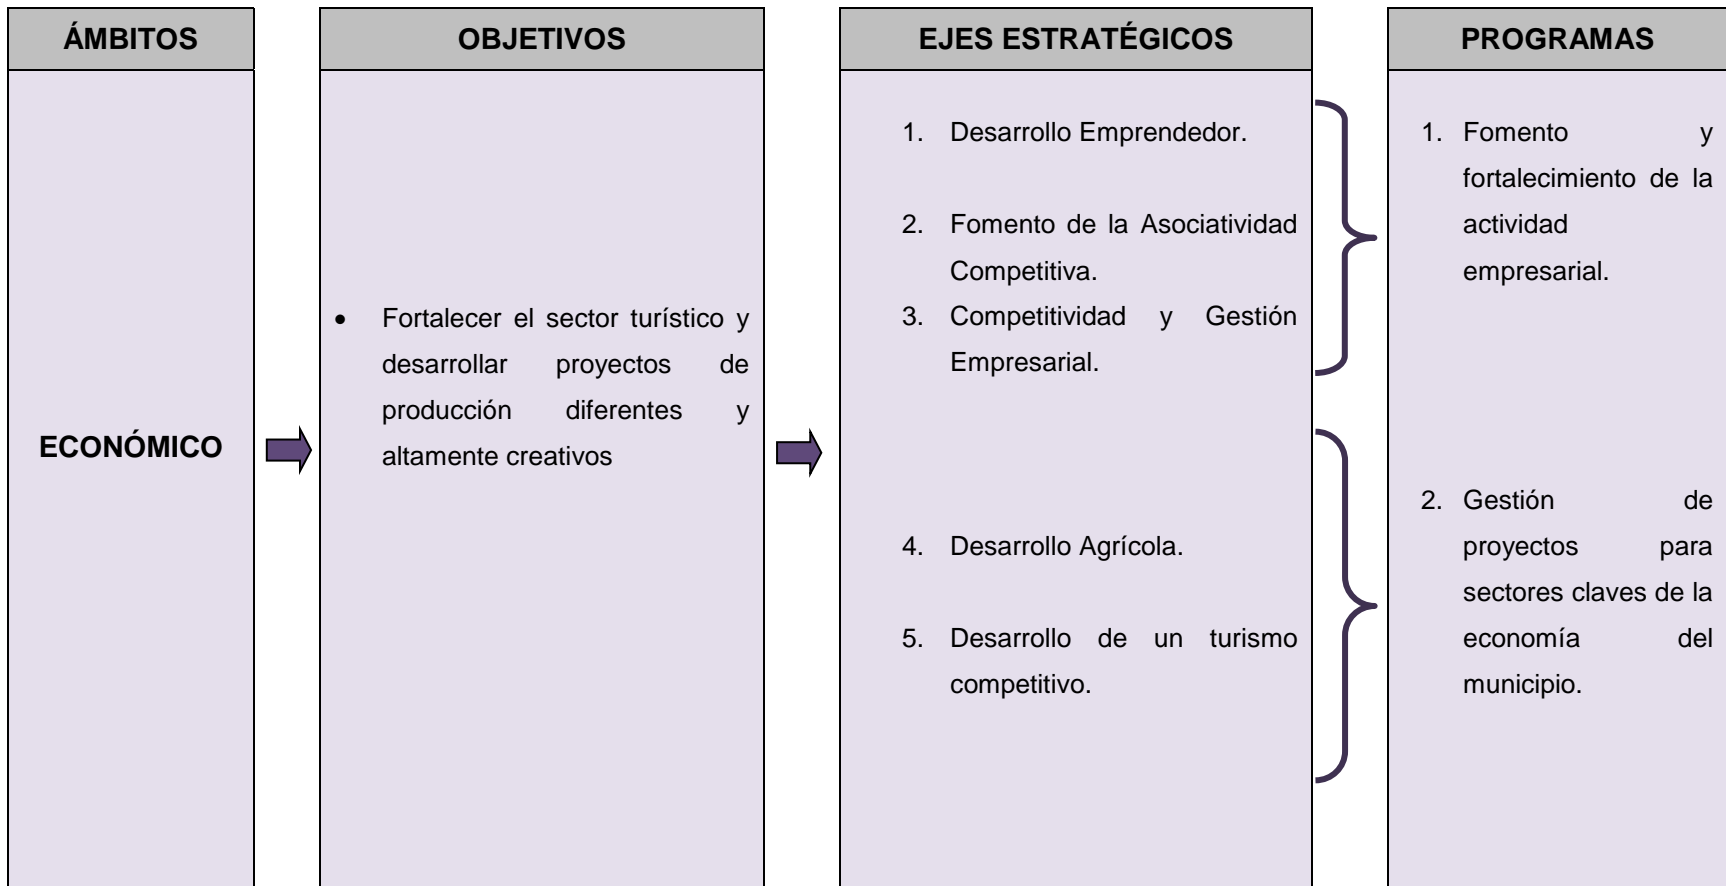 ÁMBITOS
OBJETIVOS
EJES ESTRATÉGICOS
PROGRAMAS
ECONÓMICO
• Fortalecer el sector turístico y
desarrollar proyectos de
producción diferentes y
altamente creativos
1. Desarrollo Emprendedor.
2. Fomento de la Asociatividad
Competitiva.
3. Competitividad y Gestión
Empresarial.
4. Desarrollo Agrícola.
5. Desarrollo de un turismo
competitivo.
1. Fomento y
fortalecimiento de la
actividad
empresarial.
2. Gestión de
proyectos para
sectores claves de la
economía del
municipio.